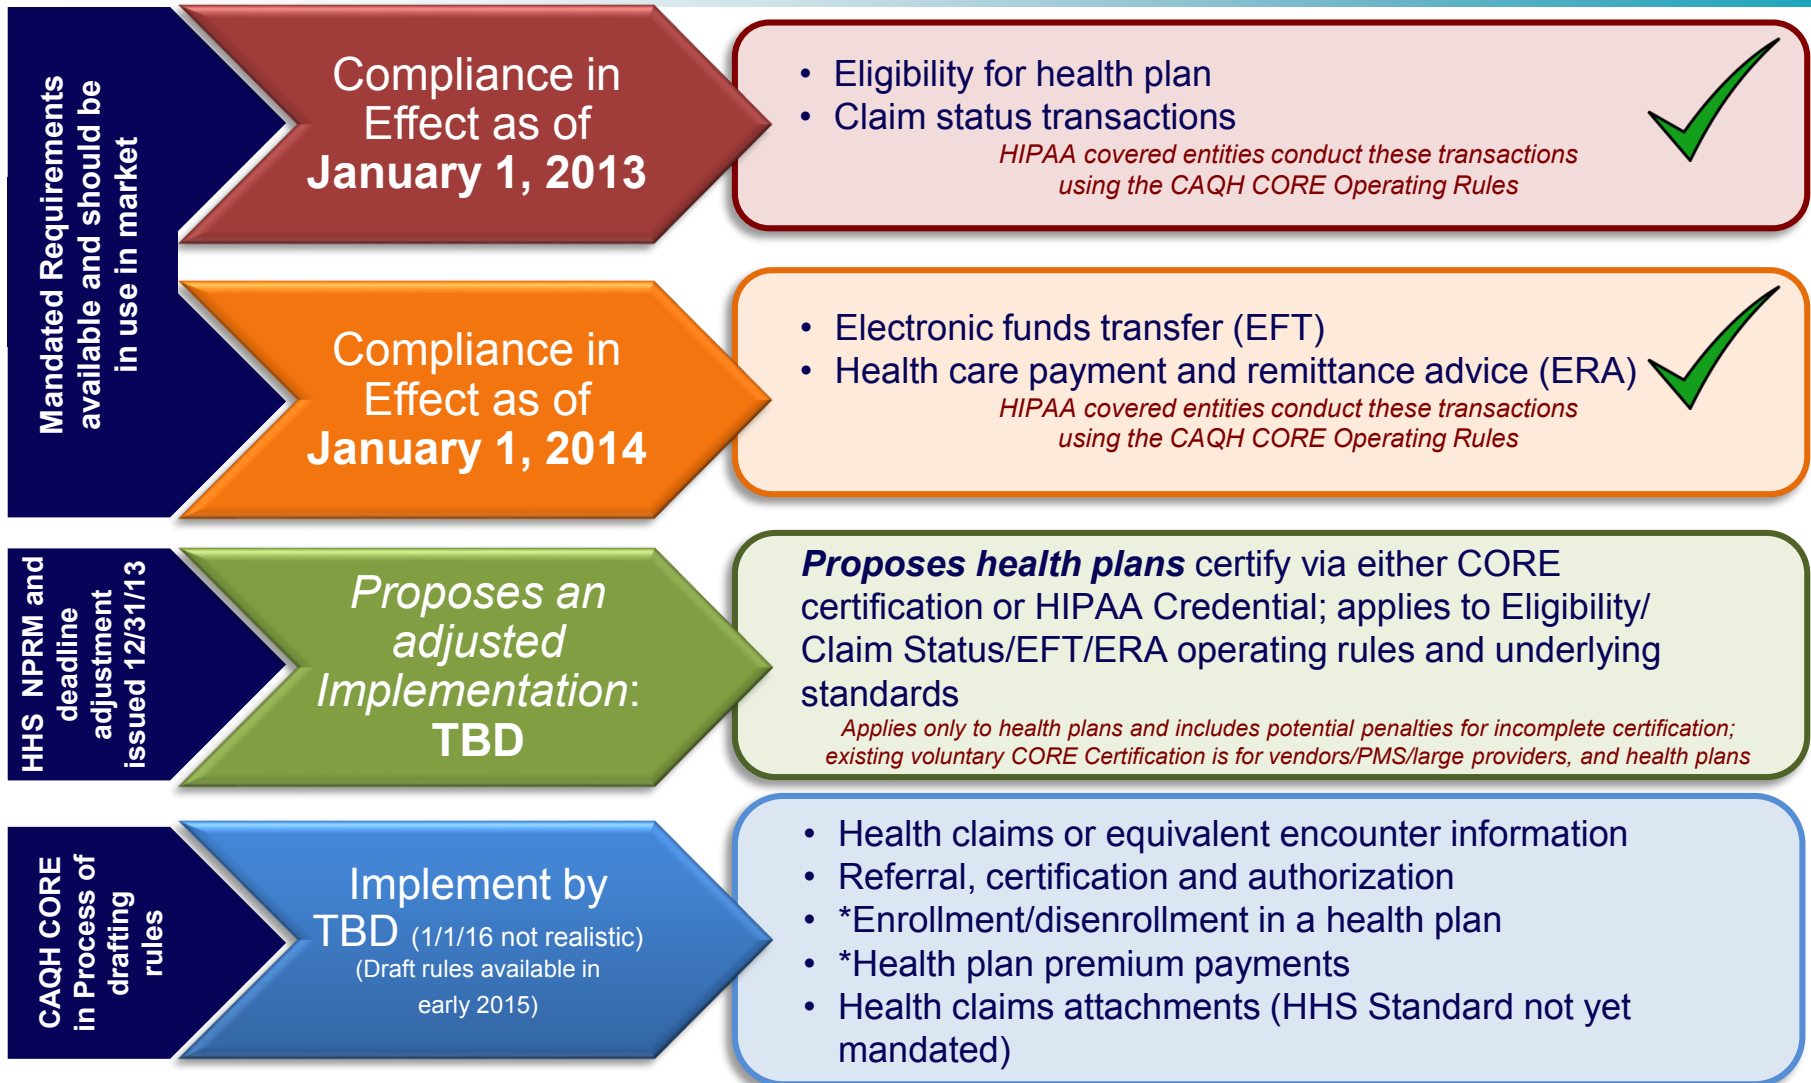 Mandated Requirements
available and should be
in use in market
Compliance in
Effect as of
January 1, 2013
• Eligibility for health plan
• Claim status transactions
HIPAA covered entities conduct these transactions
using the CAQH CORE Operating Rules
Compliance in
Effect as of
January 1, 2014
• Electronic funds transfer (EFT)
• Health care payment and remittance advice (ERA)
HIPAA covered entities conduct these transactions
using the CAQH CORE Operating Rules
HHS NPRM and
deadline
adjustment
issued 12/31/13
Proposes an
adjusted
Implementation:
TBD
Proposes health plans certify via either CORE
certification or HIPAA Credential; applies to Eligibility/
Claim Status/EFT/ERA operating rules and underlying
standards
Applies only to health plans and includes potential penalties for incomplete certification;
existing voluntary CORE Certification is for vendors/PMS/large providers, and health plans
CAQH CORE
in Process of
drafting
rules
Implement by
TBD (1/1/16 not realistic)
(Draft rules available in
early 2015)
• Health claims or equivalent encounter information
• Referral, certification and authorization
• *Enrollment/disenrollment in a health plan
• *Health plan premium payments
• Health claims attachments (HHS Standard not yet
mandated)